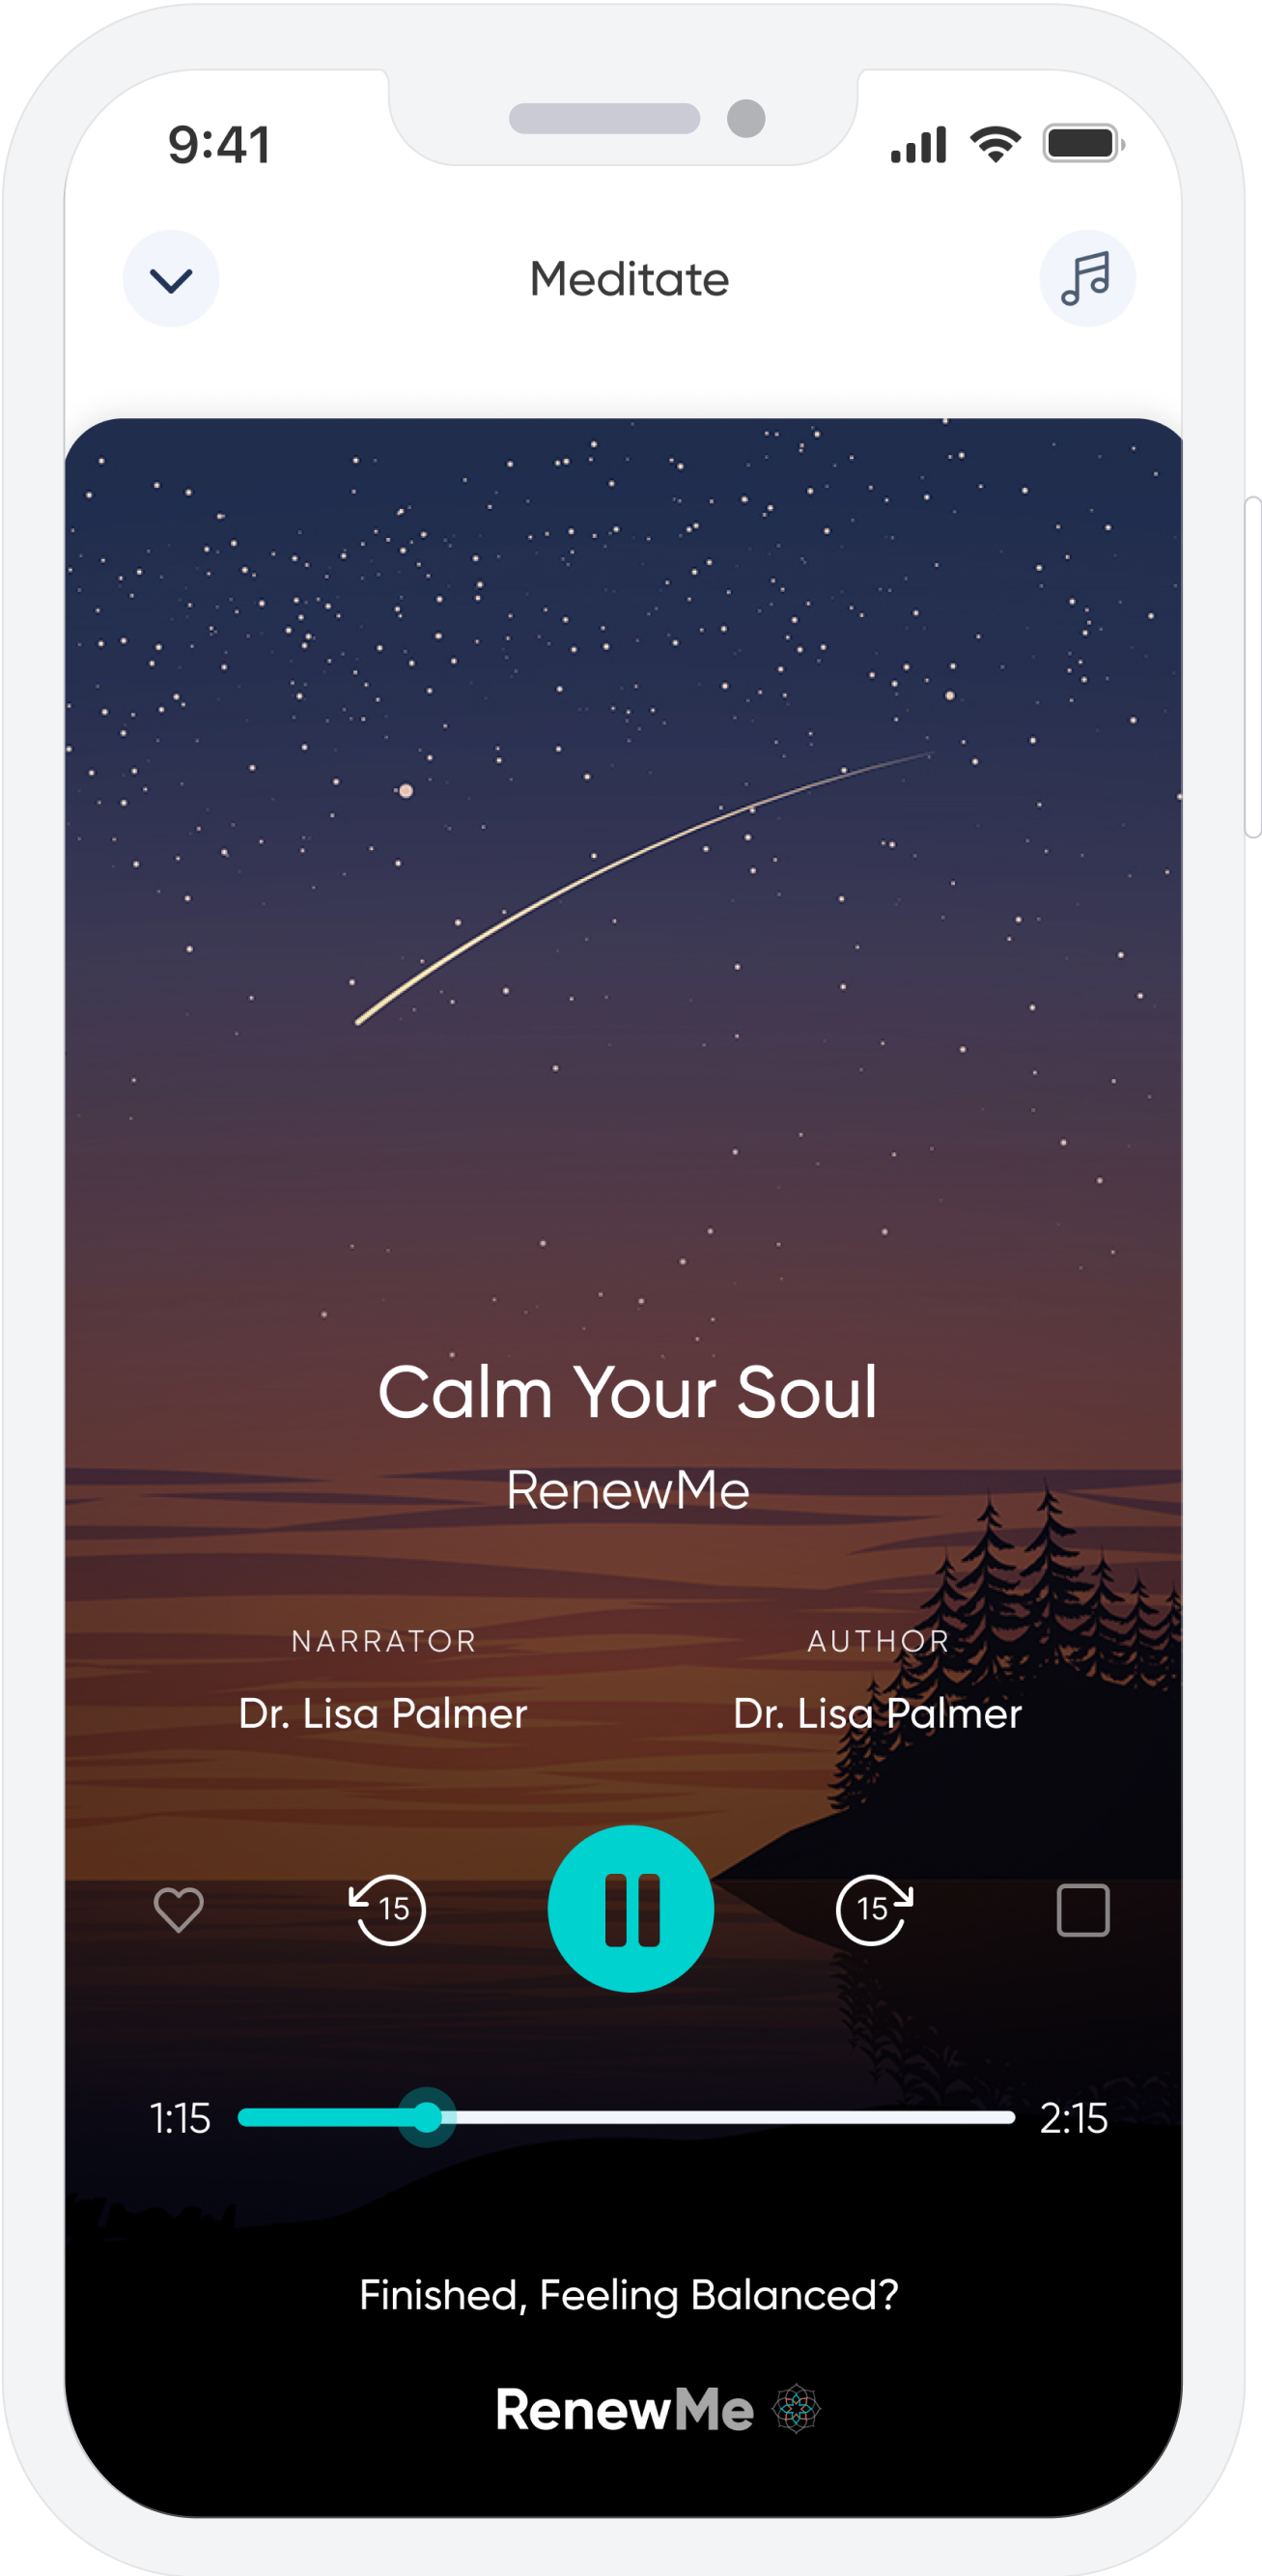 9:41
Meditate
Calm Your Soul
RenewMe
NARRATOR AUTHOR
Dr. Lisa Palmer Dr. Lisa Palmer
15 15
1:15 2:15
Finished, Feeling Balanced?
RenewMe